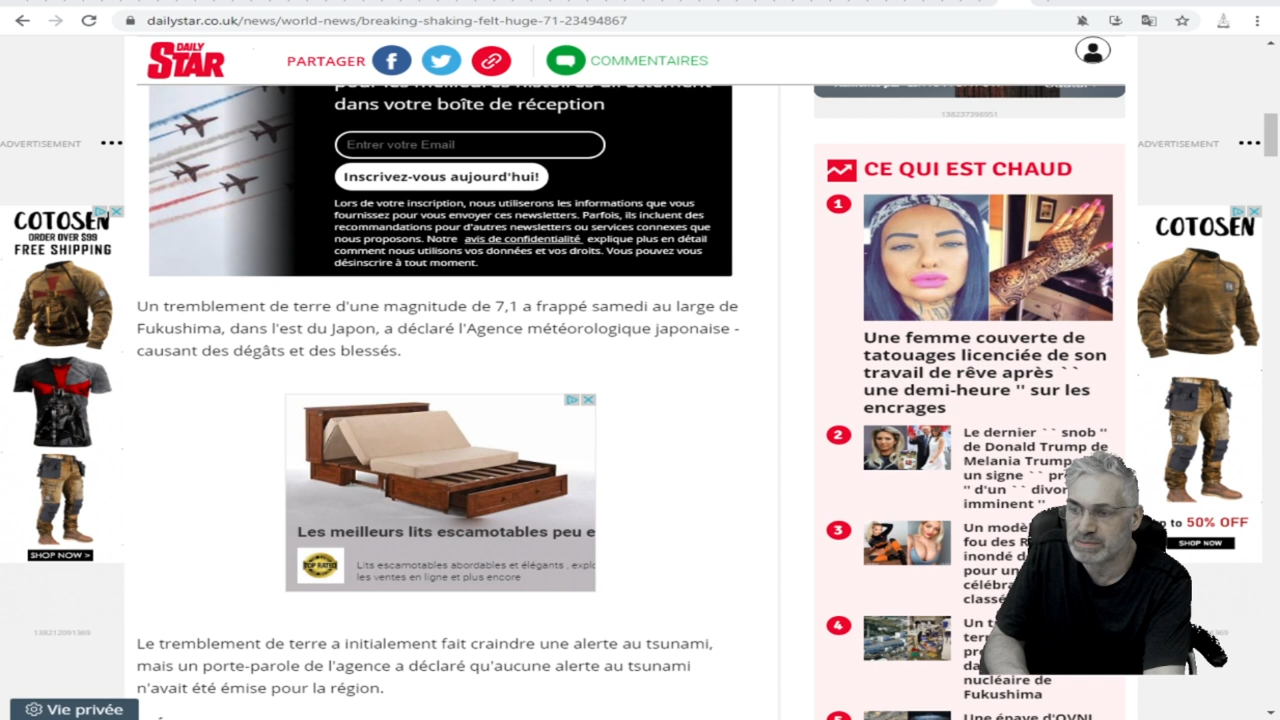 dailystar.co.uk/news/world-news/breaking-shaking-felt-huge-71-23494867
DAILY
STAR
PARTAGER
COMMENTAIRES
dans votre boîte de réception
Entrer votre Email
Inscrivez-vous aujourd'hui!
Lors de votre inscription, nous utiliserons les informations que vous
fournissez pour vous envoyer ces newsletters. Parfois, ils incluent des
recommandations pour d'autres newsletters ou services connexes que
nous proposons. Notre avis de confidentialité explique plus en détail
comment nous utilisons vos données et vos droits. Vous pouvez vous
désinscrire à tout moment.
Un tremblement de terre d'une magnitude de 7,1 a frappé samedi au large de
Fukushima, dans l'est du Japon, a déclaré l'Agence météorologique japonaise -
causant des dégâts et des blessés.
Les meilleurs lits escamotables peu e
TOP RATED
Lits escamotables abordables et élégants , explo
les ventes en ligne et plus encore
Le tremblement de terre a initialement fait craindre une alerte au tsunami,
mais un porte-parole de l'agence a déclaré qu'aucune alerte au tsunami
n'avait été émise pour la région.
ADVERTISEMENT
COTOSEN
ORDER OVER $99
FREE SHIPPING
SHOP NOW >
138212091369
Vie privée
138237396951
CE QUI EST CHAUD
1
Une femme couverte de
tatouages licenciée de son
travail de rêve après ``
une demi-heure '' sur les
encrages
2
Le dernier `` snob ''
de Donald Trump de
Melania Trump
un signe `` pr
'' d'un `` divor
imminent ''
3
Un modè
fou des R
inondé d
pour un
céléb
class
4
Un t
ter
pr
da
nucléaire de
Fukushima
5
Une épave d'OVNI
ADVERTISEMENT
COTOSEN
to 50% OFF
SHOP NOW
369